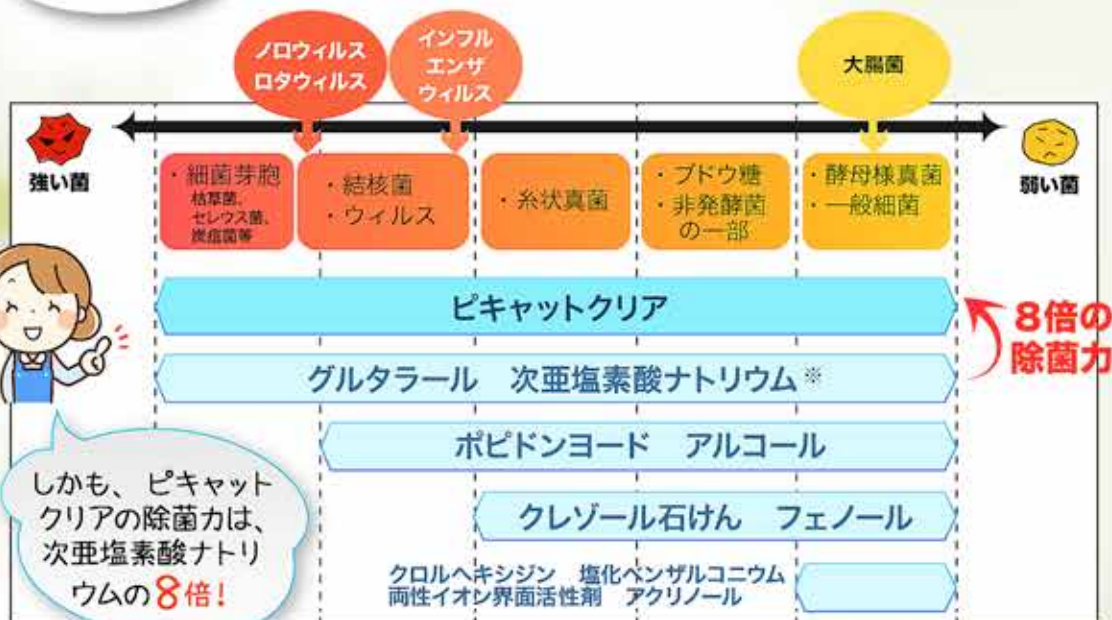 ノロウィルス
ロタウィルス
インフル
エンザ
ウィルス
大腸菌
強い菌
弱い菌
・細菌芽胞
枯草菌、
セレウス菌、
炭疽菌等
・結核菌
・ウィルス
・糸状真菌
・ブドウ糖
・非発酵菌
の一部
・酵母様真菌
・一般細菌
ピキャットクリア
8倍の
除菌力
グルタラール 次亜塩素酸ナトリウム※
ポピドンヨード アルコール
クレゾール石けん フェノール
クロルヘキシジン 塩化ベンザルコニウム
両性イオン界面活性剤 アクリノール
しかも、ピキャット
クリアの除菌力は、
次亜塩素酸ナトリ
ウムの8倍!